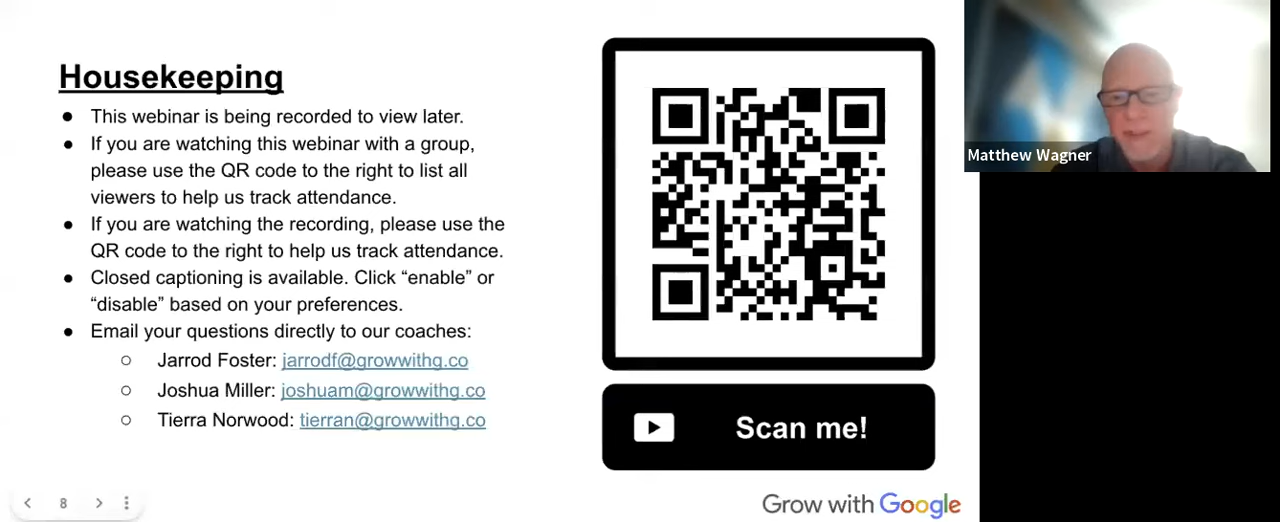 Housekeeping
● This webinar is being recorded to view later.
● If you are watching this webinar with a group,
please use the QR code to the right to list all
viewers to help us track attendance.
● If you are watching the recording, please use the
QR code to the right to help us track attendance.
● Closed captioning is available. Click “enable” or
“disable” based on your preferences.
● Email your questions directly to our coaches:
○ Jarrod Foster: jarrodf@growwithg.co
○ Joshua Miller: joshuam@growwithg.co
○ Tierra Norwood: tierran@growwithg.co
Scan me!
Matthew Wagner
8
Grow with Google